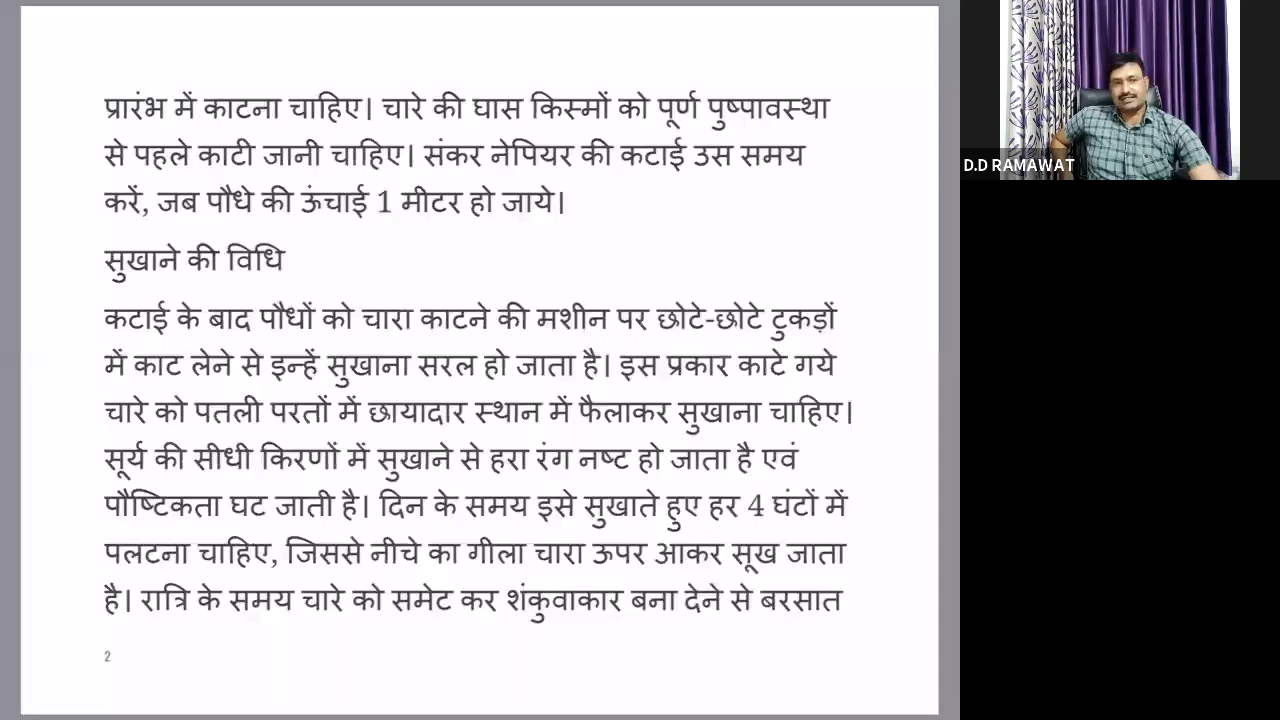 प्रारंभ में काटना चाहिए। चारे की घास किस्मों को पूर्ण पुष्पावस्था
से पहले काटी जानी चाहिए। संकर नेपियर की कटाई उस समय
करें, जब पौधे की ऊंचाई 1 मीटर हो जाये।
सुखाने की विधि
कटाई के बाद पौधों को चारा काटने की मशीन पर छोटे-छोटे टुकड़ों
में काट लेने से इन्हें सुखाना सरल हो जाता है। इस प्रकार काटे गये
चारे को पतली परतों में छायादार स्थान में फैलाकर सुखाना चाहिए।
सूर्य की सीधी किरणों में सुखाने से हरा रंग नष्ट हो जाता है एवं
पौष्टिकता घट जाती है। दिन के समय इसे सुखाते हुए हर 4 घंटों में
पलटना चाहिए, जिससे नीचे का गीला चारा ऊपर आकर सूख जाता
है। रात्रि के समय चारे को समेट कर शंकुवाकार बना देने से बरसात
2
D.D RAMAWAT